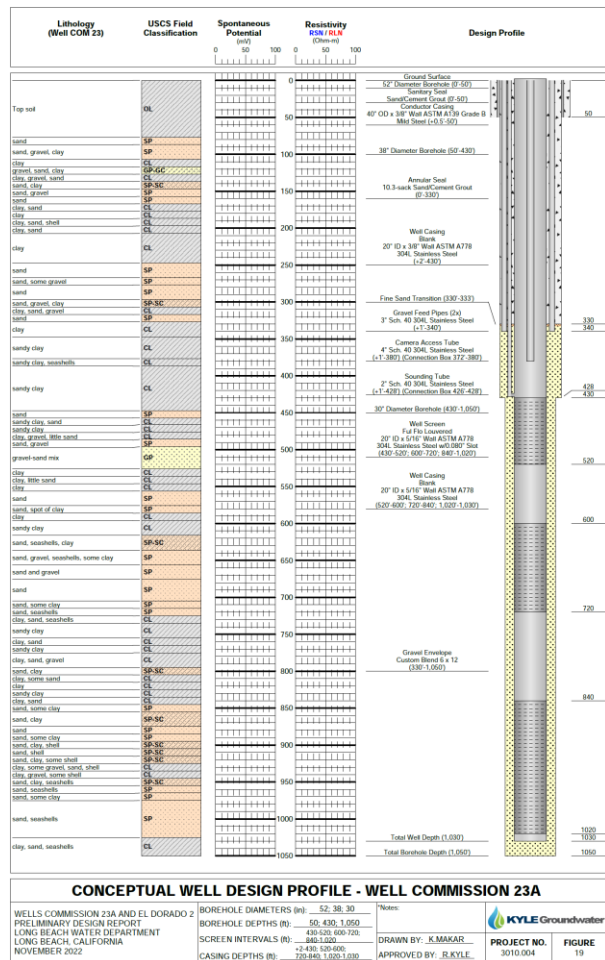 Lithology
(Well COM 23)
USCS Field
Classification
Spontaneous
Potential
(mV)
0 50 100
Resistivity
RSN / RLN
(Ohm-m)
0 50 100
Design Profile
Top soil OL
sand SP
sand, gravel, clay SP
clay CL
gravel, sand, clay GP-GC
clay, gravel, sand CL
sand, clay SP-SC
sand, gravel SP
sand SP
clay, sand CL
clay CL
clay, sand, shell CL
clay, sand CL
clay CL
sand SP
sand, some gravel SP
sand SP
sand, gravel, clay SP-SC
clay, sand, gravel CL
sand SP
clay CL
sandy clay CL
sandy clay, seashells CL
sandy clay CL
sand SP
sandy clay, sand CL
sandy clay CL
clay, gravel, little sand CL
sand, gravel SP
gravel-sand mix GP
clay CL
clay, little sand CL
clay CL
sand SP
sand, spot of clay SP
clay CL
sandy clay CL
sand, seashells, clay SP-SC
sand, gravel, seashells, some clay SP
sand and gravel SP
sand SP
sand, some clay SP
sand, seashells SP
clay, sand, seashells CL
sandy clay CL
clay, sand CL
sandy clay CL
clay, sand, gravel CL
sand, clay SP-SC
clay, some sand CL
clay CL
sandy clay CL
clay, sand CL
sand, some clay SP
sand, clay SP-SC
sand SP
sand, some clay SP
sand, clay, shell SP-SC
sand, shell SP
sand, clay, some shell SP-SC
clay, some gravel, sand, shell CL
clay, gravel, some shell CL
sand, clay, seashells SP-SC
sand, seashells SP
sand, some clay SP
sand, seashells SP
clay, sand, seashells CL
0
50
100
150
200
250
300
350
400
450
500
550
600
650
700
750
800
850
900
950
1000
1050
Ground Surface
52" Diameter Borehole (0'-50')
Sanitary Seal
Sand/Cement Grout (0'-50')
Conductor Casing
40" OD x 3/8" Wall ASTM A139 Grade B
Mild Steel (+0.5'-50')
38" Diameter Borehole (50'-430')
Annular Seal
10.3-sack Sand/Cement Grout
(0'-330')
Well Casing
Blank
20" ID x 3/8" Wall ASTM A778
304L Stainless Steel
(+2'-430')
Fine Sand Transition (330'-333')
Gravel Feed Pipes (2x)
3" Sch. 40 304L Stainless Steel
(+1'-340')
Camera Access Tube
4" Sch. 40 304L Stainless Steel
(+1'-380') (Connection Box 372'-380')
Sounding Tube
2" Sch. 40 304L Stainless Steel
(+1'-428') (Connection Box 426'-428')
30" Diameter Borehole (430'-1,050')
Well Screen
Ful Flo Louvered
20" ID x 5/16" Wall ASTM A778
304L Stainless Steel w/0.080" Slot
(430'-520'; 600'-720'; 840'-1,020')
Well Casing
Blank
20" ID x 5/16" Wall ASTM A778
304L Stainless Steel
(520'-600'; 720'-840'; 1,020'-1,030')
Gravel Envelope
Custom Blend 6 x 12
(330'-1,050')
Total Well Depth (1,030')
Total Borehole Depth (1,050')
50
330
340
428
430
520
600
720
840
1020
1030
1050
CONCEPTUAL WELL DESIGN PROFILE - WELL COMMISSION 23A
WELLS COMMISSION 23A AND EL DORADO 2
PRELIMINARY DESIGN REPORT
LONG BEACH WATER DEPARTMENT
LONG BEACH, CALIFORNIA
NOVEMBER 2022
BOREHOLE DIAMETERS (in): 52; 38; 30
BOREHOLE DEPTHS (ft): 50; 430; 1,050
SCREEN INTERVALS (ft): 430-520; 600-720;
840-1,020
CASING DEPTHS (ft): +2-430; 520-600;
720-840; 1,020-1,030
*Notes:
DRAWN BY: K.MAKAR
APPROVED BY: R.KYLE
KYLE Groundwater
PROJECT NO.
3010.004
FIGURE
19